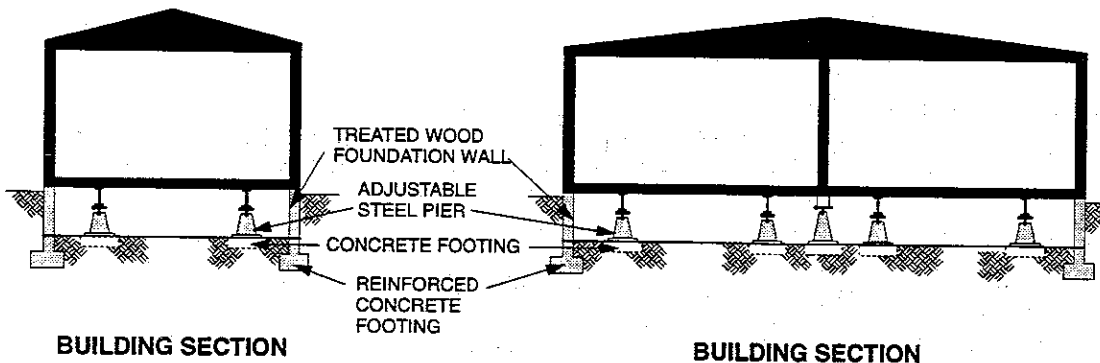 TREATED WOOD
FOUNDATION WALL
ADJUSTABLE
STEEL PIER
CONCRETE FOOTING
REINFORCED
CONCRETE
FOOTING
BUILDING SECTION
BUILDING SECTION